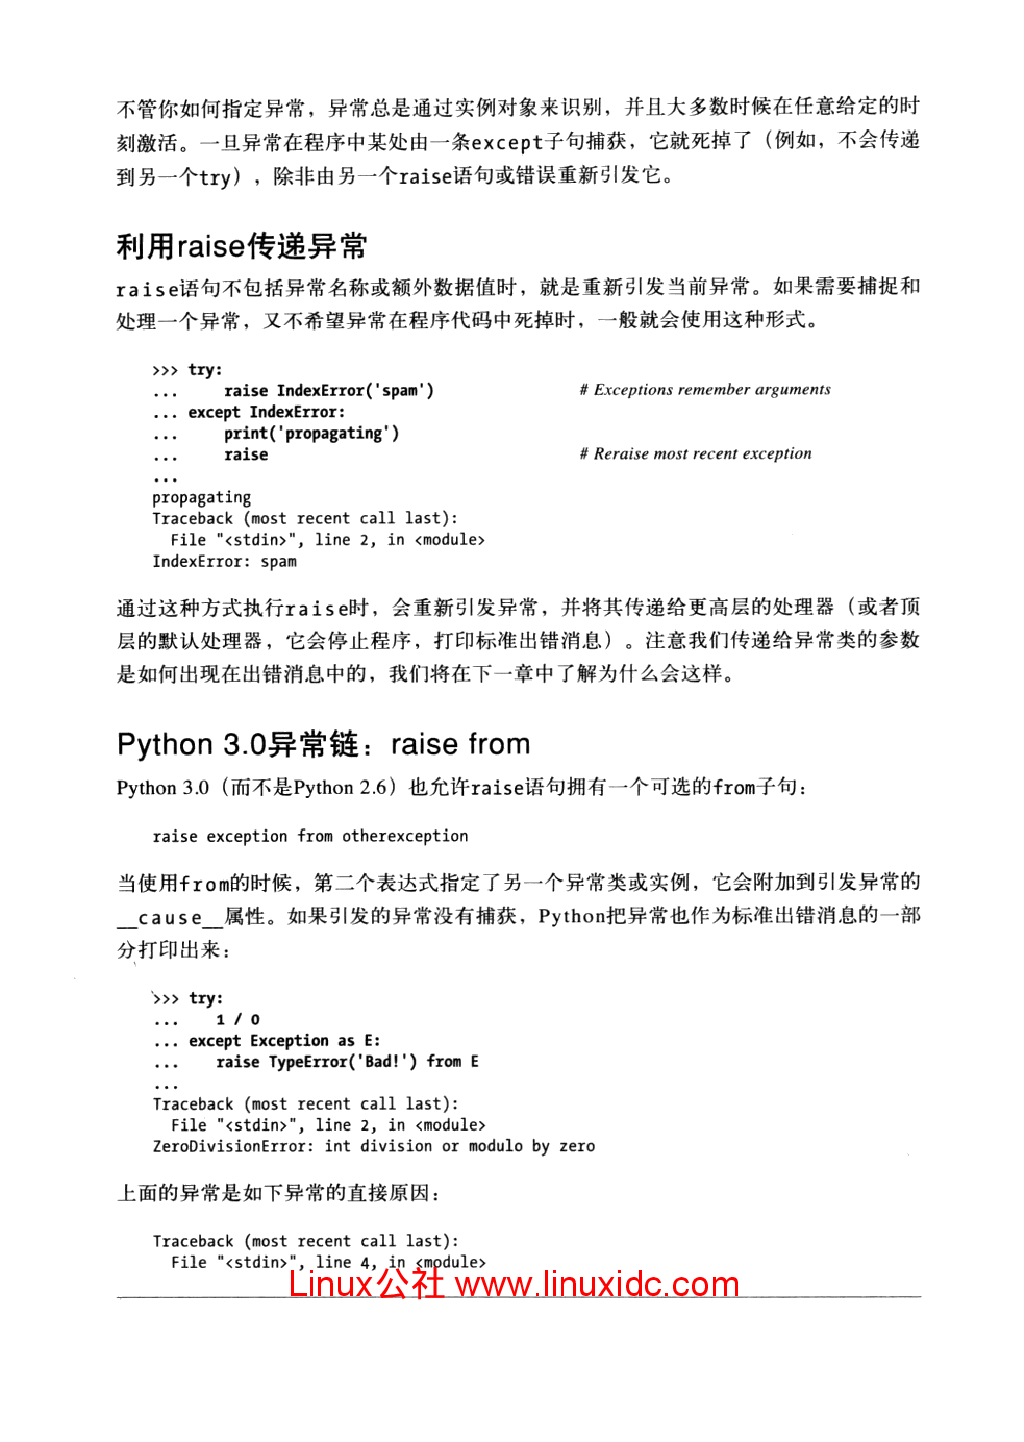 不管你如何指定异常，异常总是通过实例对象来识别，并且大多数时候在任意给定的时
刻激活。一旦异常在程序中某处由一条except子句捕获，它就死掉了（例如，不会传递
到另一个try），除非由另一个raise语句或错误重新引发它。
利用raise传递异常
raise语句不包括异常名称或额外数据值时，就是重新引发当前异常。如果需要捕捉和
处理一个异常，又不希望异常在程序代码中死掉时，一般就会使用这种形式。
>>> try:
...     raise IndexError('spam')                # Exceptions remember arguments
... except IndexError:
...     print('propagating')
...     raise                                   # Reraise most recent exception
...
propagating
Traceback (most recent call last):
  File "<stdin>", line 2, in <module>
IndexError: spam
通过这种方式执行raise时，会重新引发异常，并将其传递给更高层的处理器（或者顶
层的默认处理器，它会停止程序，打印标准出错消息）。注意我们传递给异常类的参数
是如何出现在出错消息中的，我们将在下一章中了解为什么会这样。
Python 3.0异常链：raise from
Python 3.0（而不是Python 2.6）也允许raise语句拥有一个可选的from子句：
raise exception from otherexception
当使用from的时候，第二个表达式指定了另一个异常类或实例，它会附加到引发异常的
__cause__属性。如果引发的异常没有捕获，Python把异常也作为标准出错消息的一部
分打印出来：
>>> try:
...    1 / 0
... except Exception as E:
...    raise TypeError('Bad!') from E
...
Traceback (most recent call last):
  File "<stdin>", line 2, in <module>
ZeroDivisionError: int division or modulo by zero
上面的异常是如下异常的直接原因：
Traceback (most recent call last):
  File "<stdin>", line 4, in <module>
Linux公社 www.linuxidc.com